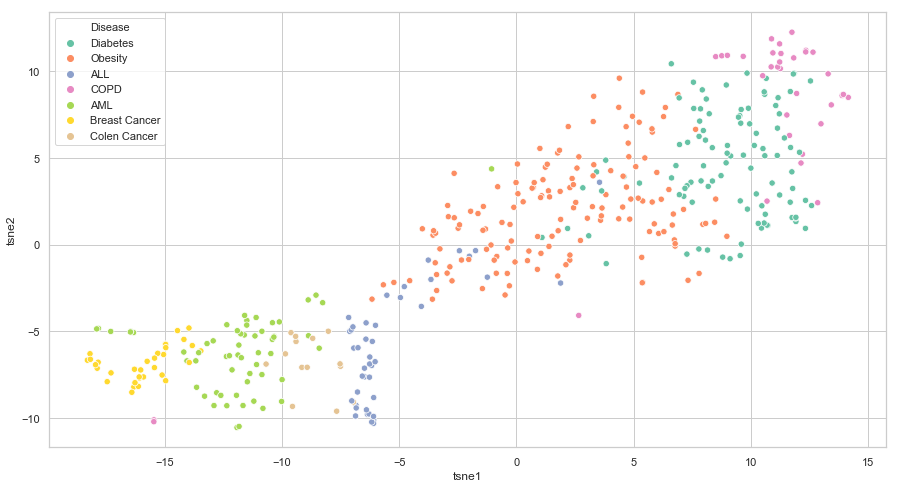 Disease
Diabetes
Obesity
ALL
COPD
AML
Breast Cancer
Colen Cancer
10
5
0
−5
−10
tsne2
−15
−10
−5
0
5
10
15
tsne1